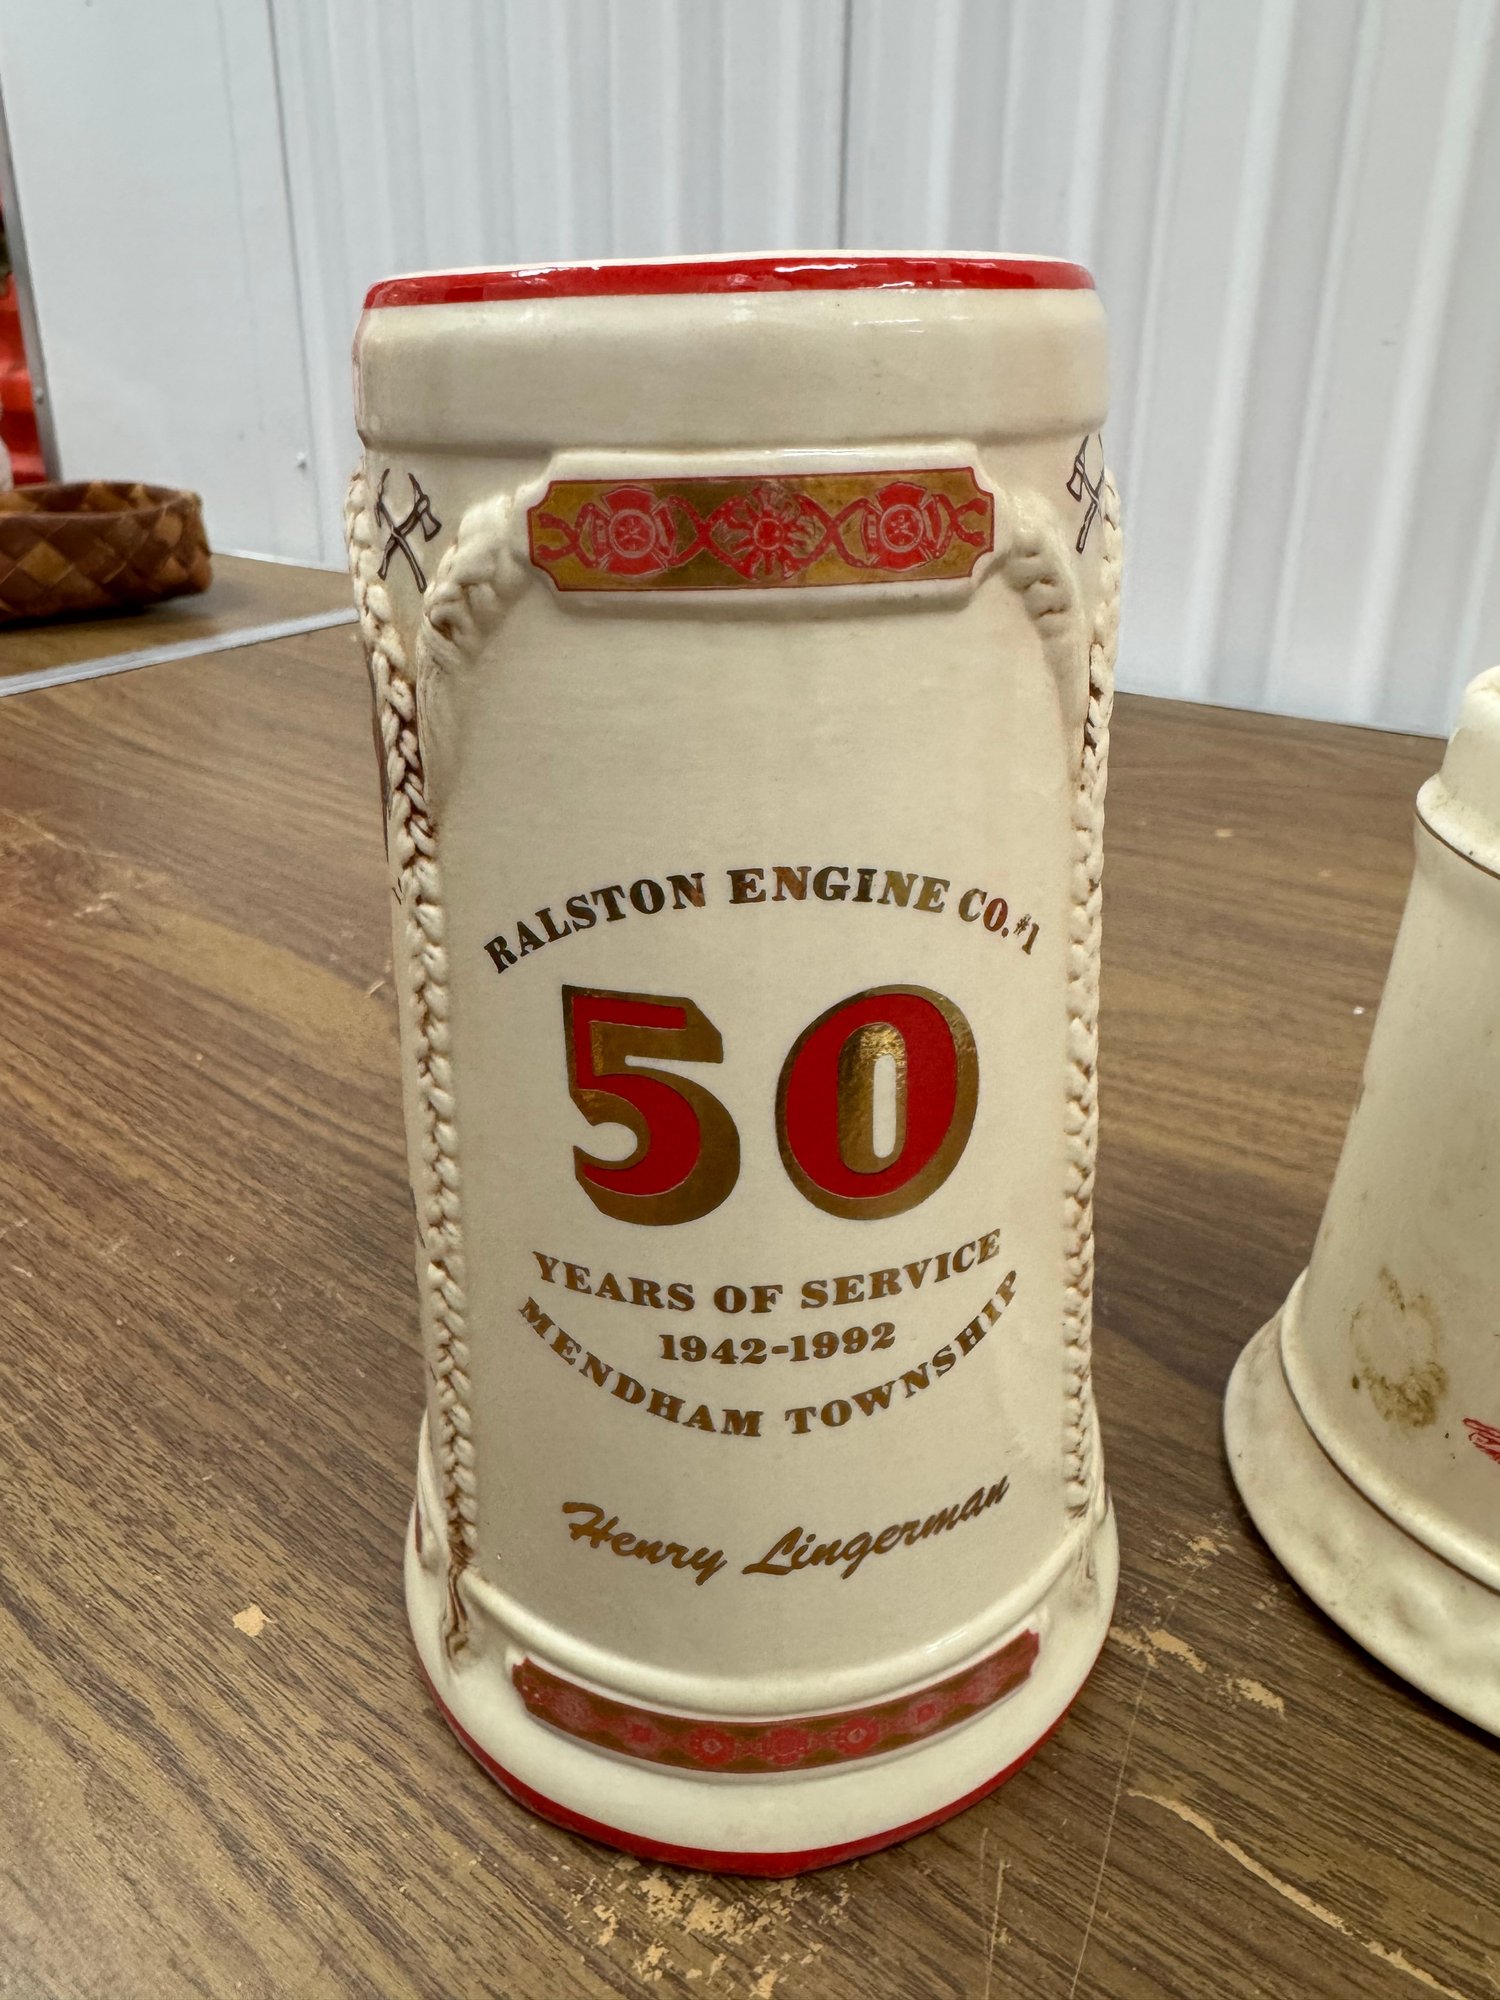 RALSTON ENGINE CO. #1
50
YEARS OF SERVICE
1942-1992
MENDHAM TOWNSHIP
Henry Lingerman